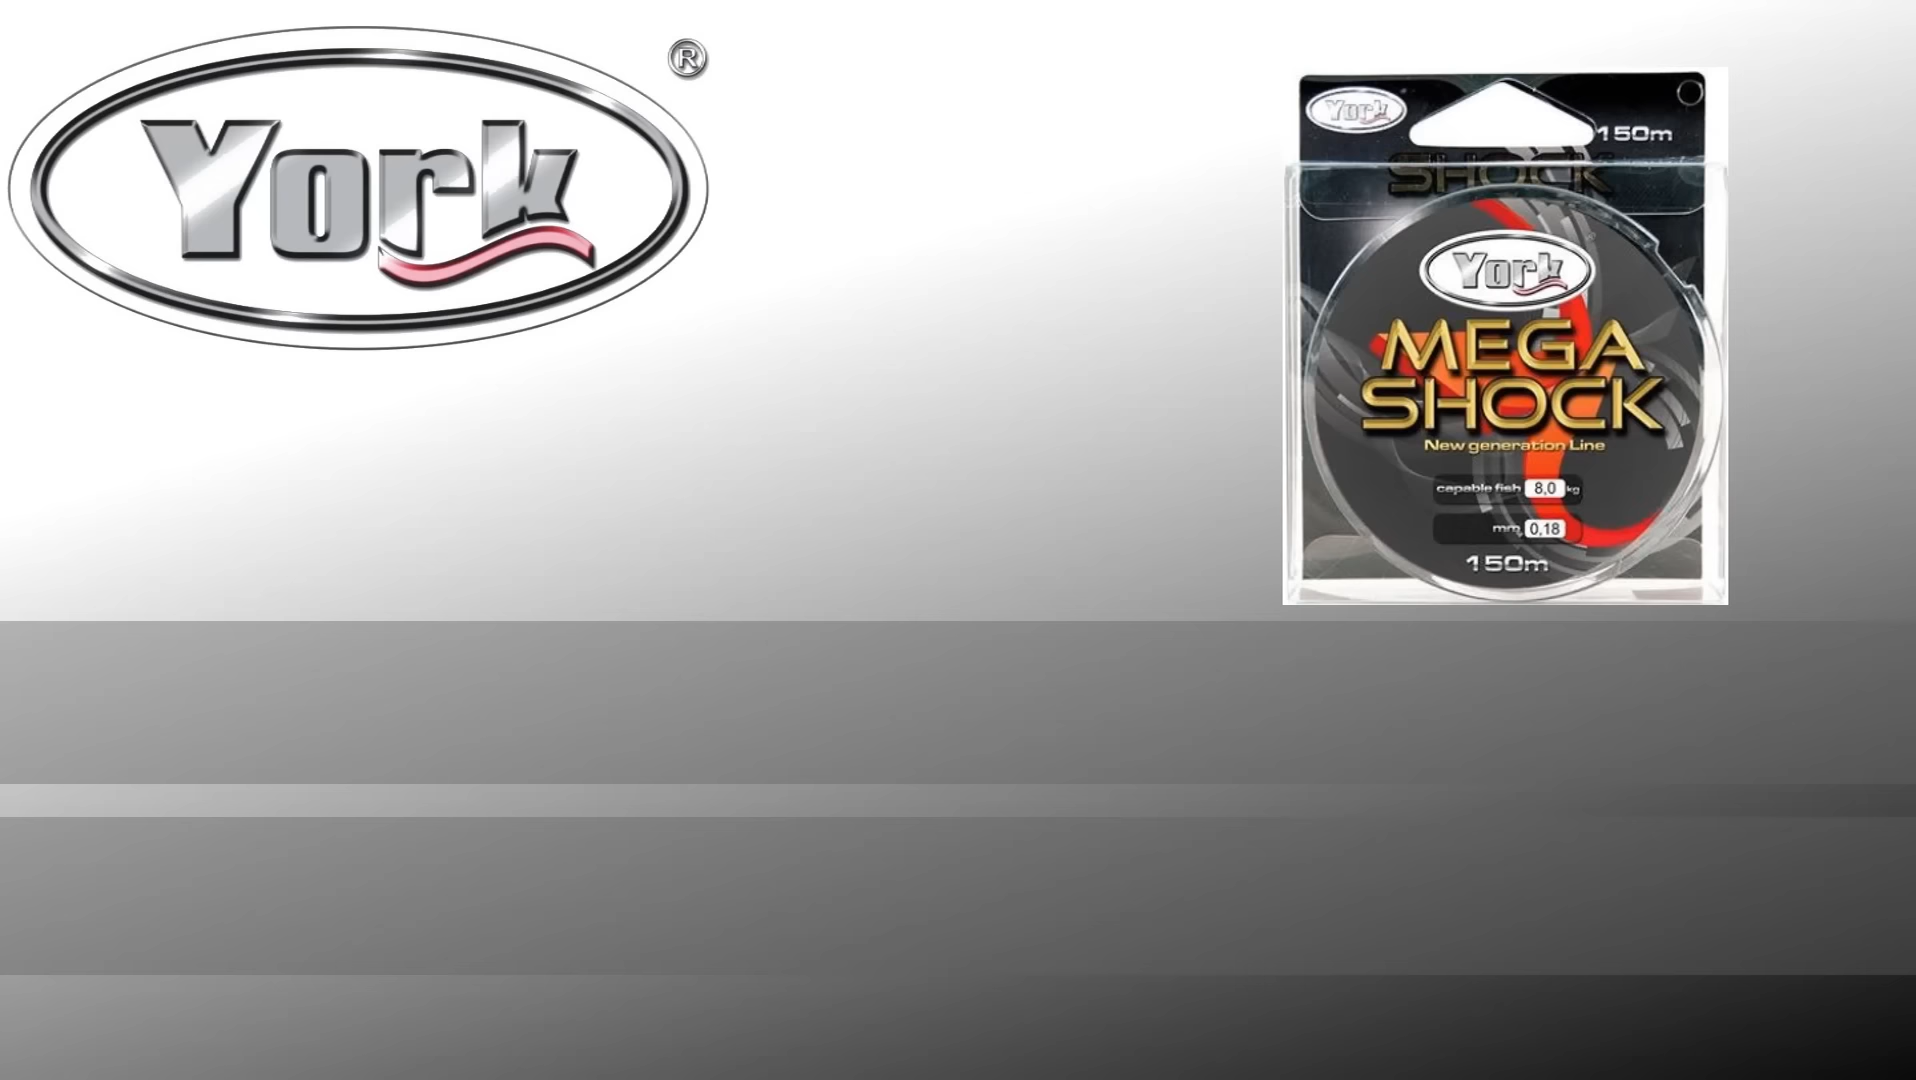 York
®
York
150m
SHOCK
York
MEGA
SHOCK
New generation Line
capable fish 8,0 kg
mm 0,18
150m